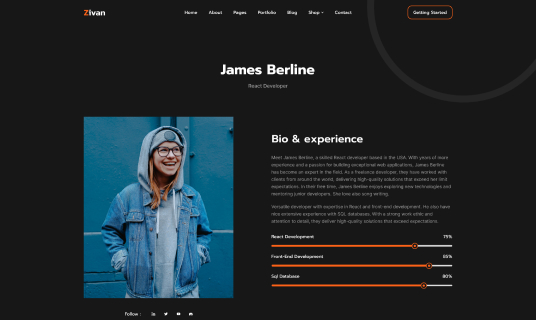 Zivan
Home About Pages Portfolio Blog Shop Contact
Getting Started
James Berline
React Developer
Bio & experience
Meet James Berline, a skilled React developer based in the USA. With years of more
experience and a passion for building exceptional web applications, James Berline
has become an expert in the field. As a freelance developer, they have worked with
clients from around the world, delivering high-quality solutions that exceed two limit
expectations. In their free time, James Berline enjoys exploring new technologies and
mentoring junior developers. She love also song writing.
Versatile developer with expertise in React and front-end development. He also have
nice extensive experience with SQL databases. With a strong work ethic and
attention to detail, they deliver high-quality solutions that exceed expectations.
React Development 79%
Front-End Development 85%
Sql Database 80%
Follow :